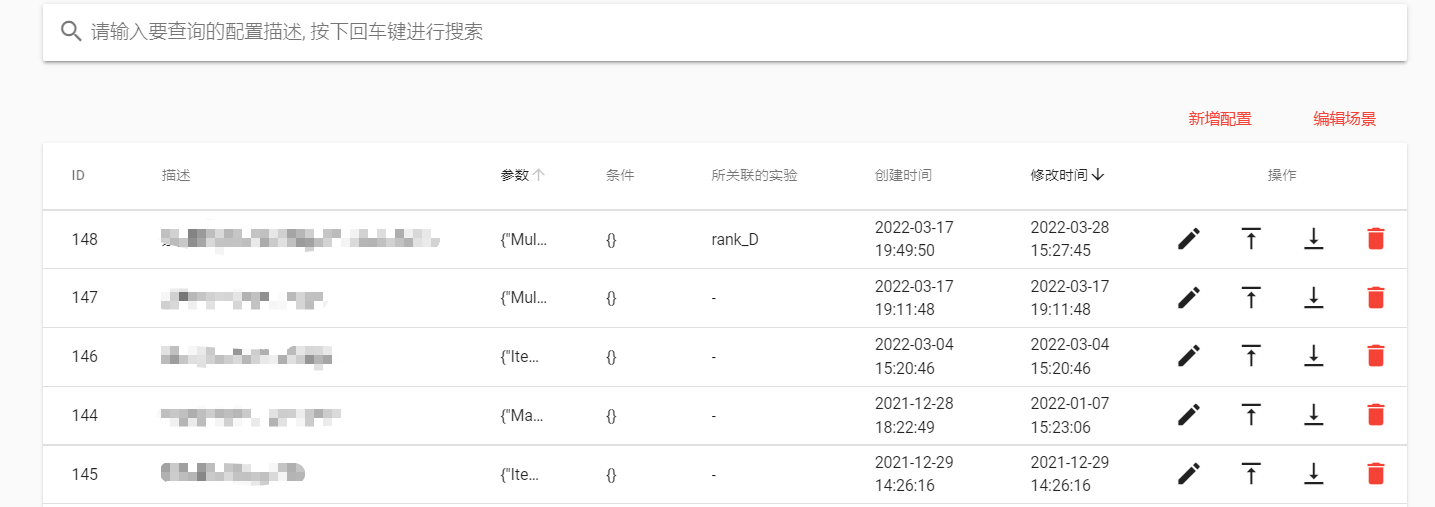 请输入要查询的配置描述, 按下回车键进行搜索
新增配置 编辑场景
ID 描述 参数 条件 所关联的实验 创建时间 修改时间 操作
148 {"Mul... {} rank_D 2022-03-17 19:49:50 2022-03-28 15:27:45
147 {"Mul... {} - 2022-03-17 19:11:48 2022-03-17 19:11:48
146 {"Ite... {} - 2022-03-04 15:20:46 2022-03-04 15:20:46
144 {"Ma... {} - 2021-12-28 18:22:49 2022-01-07 15:23:06
145 {"Ite... {} - 2021-12-29 14:26:16 2021-12-29 14:26:16